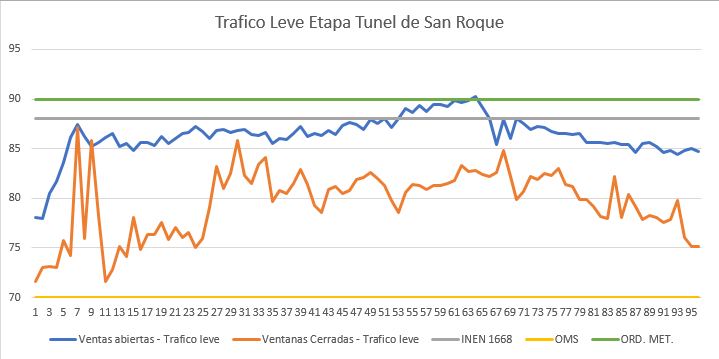 Trafico Leve Etapa Tunel de San Roque
95
90
85
80
75
70
1 3 5 7 9 11 13 15 17 19 21 23 25 27 29 31 33 35 37 39 41 43 45 47 49 51 53 55 57 59 61 63 65 67 69 71 73 75 77 79 81 83 85 87 89 91 93 95
Ventas abiertas - Trafico leve Ventanas Cerradas - Trafico leve INEN 1668 OMS ORD. MET.